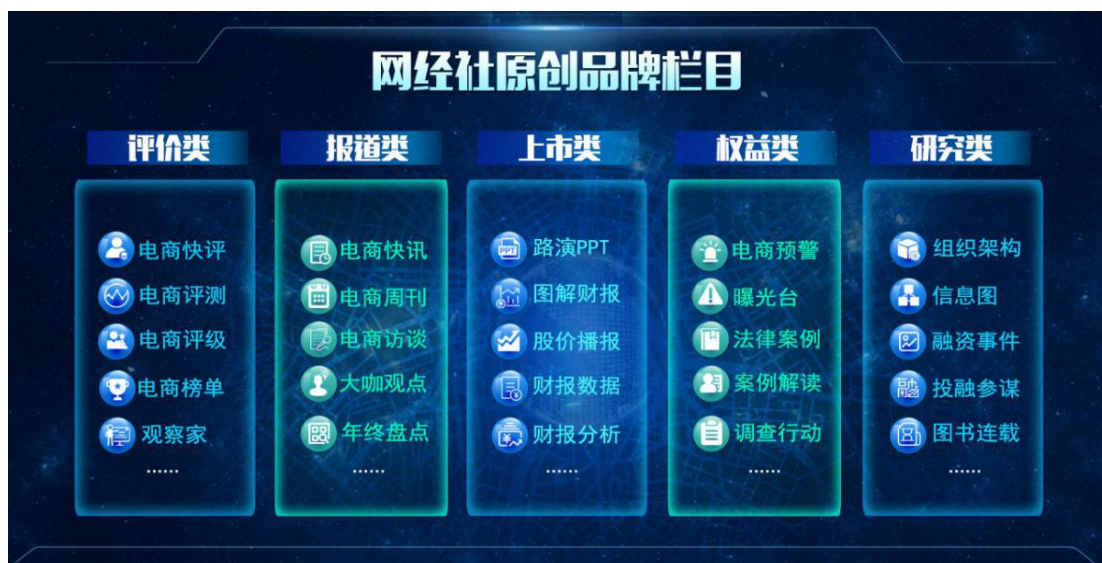 网经社原创品牌栏目
评价类
电商快评
电商评测
电商评级
电商榜单
观察家
……
报道类
电商快讯
电商周刊
电商访谈
大咖观点
年终盘点
……
上市类
路演PPT
图解财报
股价播报
财报数据
财报分析
……
权益类
电商预警
曝光台
法律案例
案例解读
调查行动
……
研究类
组织架构
信息图
融资事件
投融参谋
图书连载
……